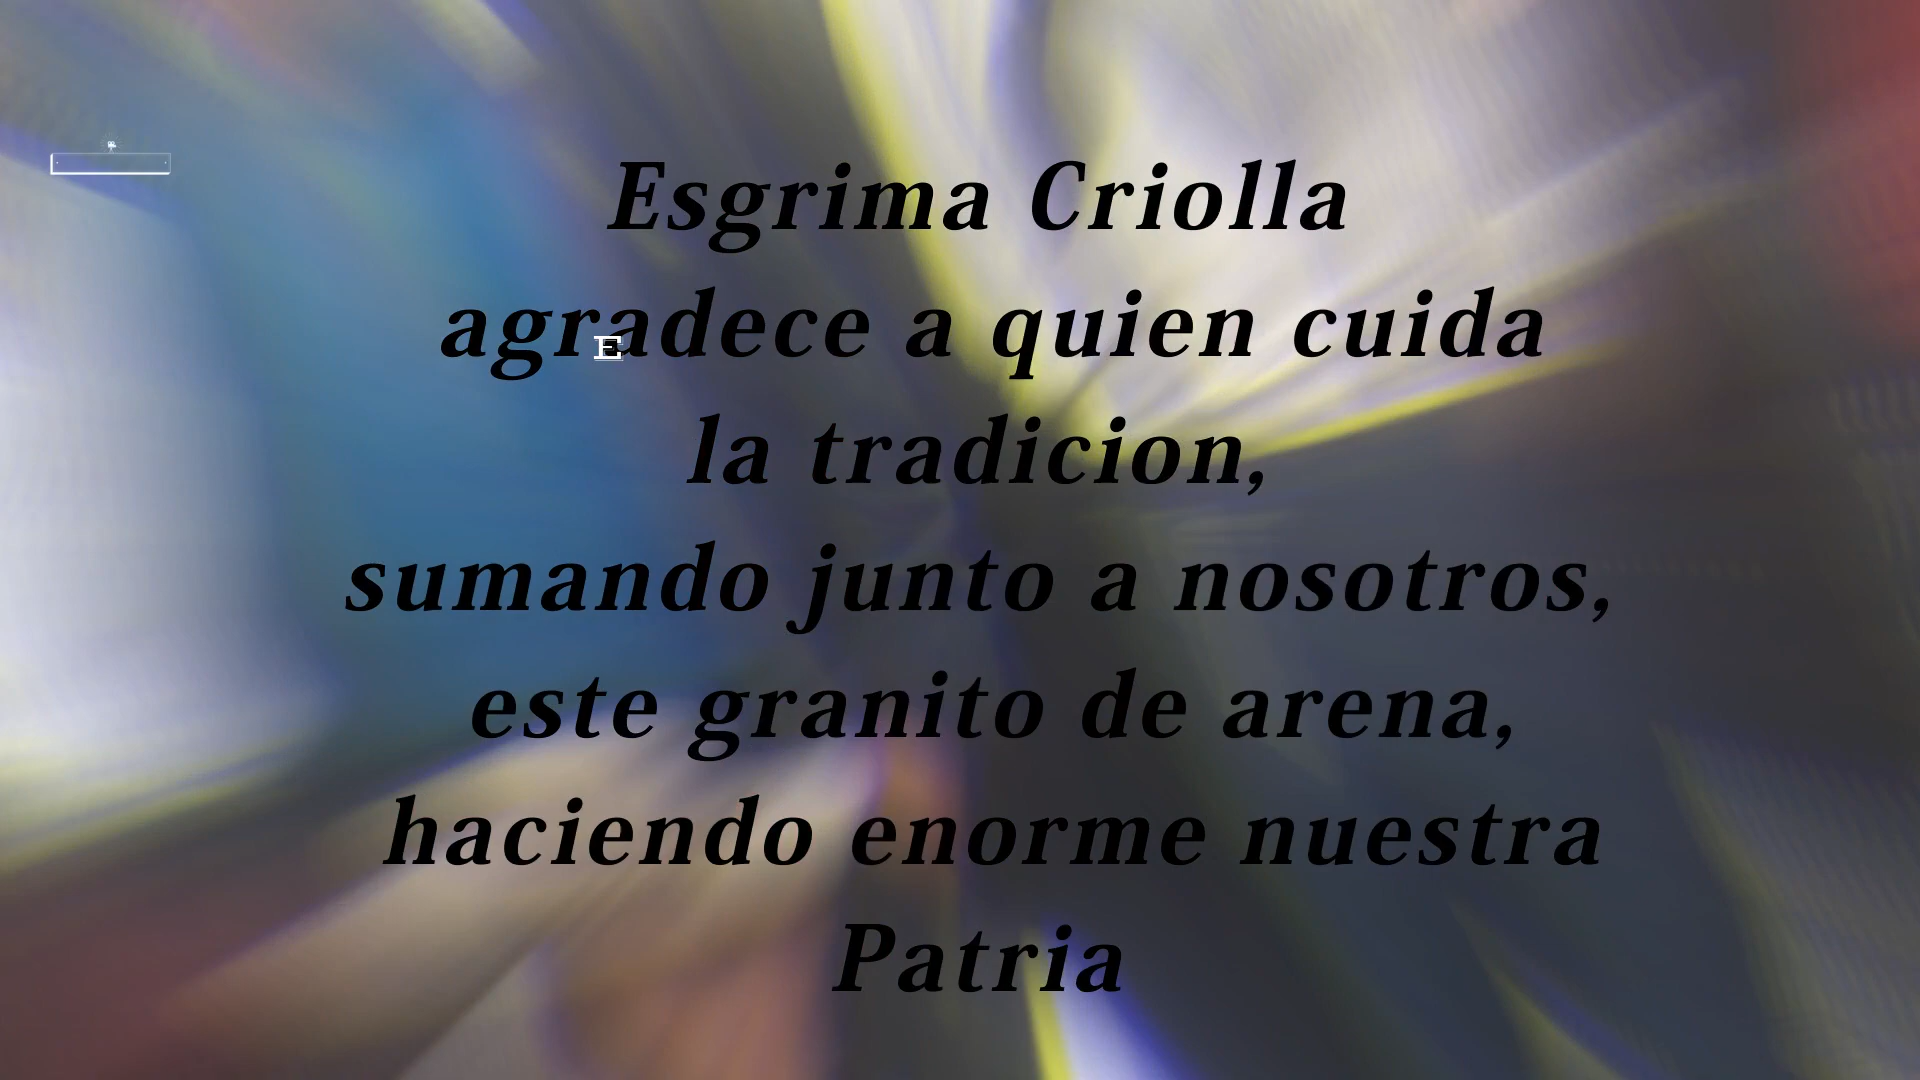 Esgrima Criolla
agradece a quien cuida
E
la tradicion,
sumando junto a nosotros,
este granito de arena,
haciendo enorme nuestra
Patria